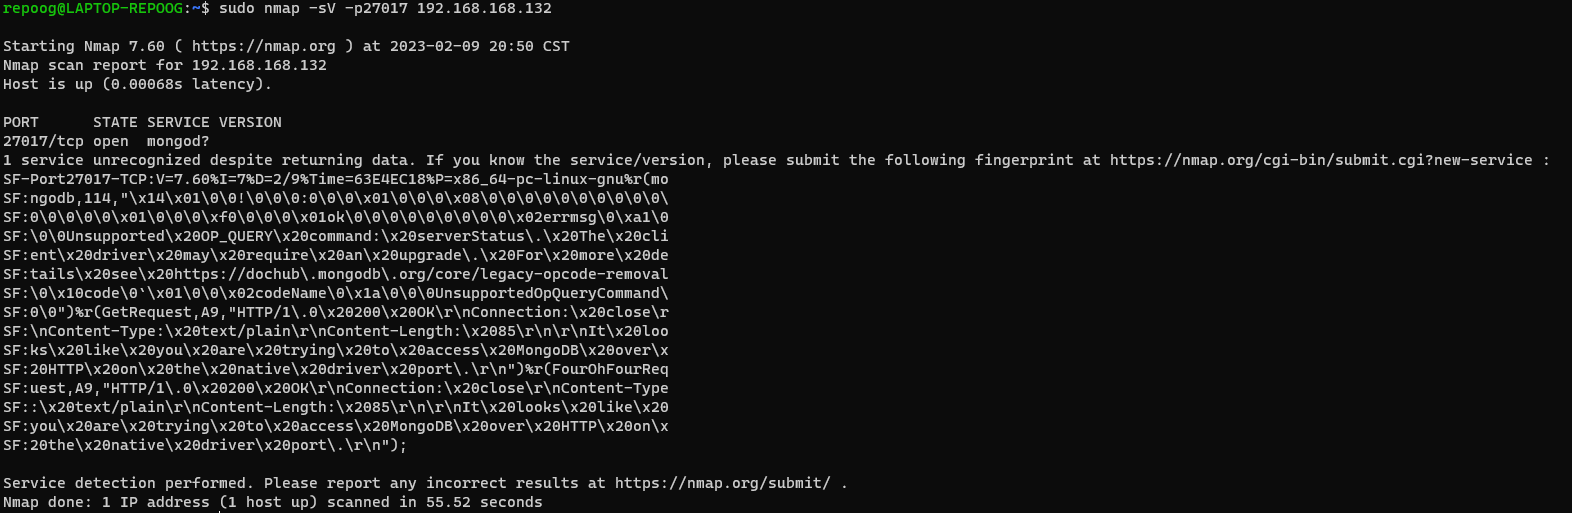 repoog@LAPTOP-REPOOG:~$ sudo nmap -sV -p27017 192.168.168.132
Starting Nmap 7.60 ( https://nmap.org ) at 2023-02-09 20:50 CST
Nmap scan report for 192.168.168.132
Host is up (0.00068s latency).
PORT      STATE SERVICE VERSION
27017/tcp open  mongod?
1 service unrecognized despite returning data. If you know the service/version, please submit the following fingerprint at https://nmap.org/cgi-bin/submit.cgi?new-service :
SF-Port27017-TCP:V=7.60%I=7%D=2/9%Time=63E4EC18%P=x86_64-pc-linux-gnu%r(mo
SF:ngodb,114,"\x14\x01\0\0!\0\0\0:0\0\0\x01\0\0\0\x08\0\0\0\0\0\0\0\0\0\0\
SF:0\0\0\0\0\x01\0\0\0\xf0\0\0\0\x01ok\0\0\0\0\0\0\0\0\0\x02errmsg\0\xa1\0
SF:\0\0Unsupported\x20OP_QUERY\x20command:\x20serverStatus\.\x20The\x20cli
SF:ent\x20driver\x20may\x20require\x20an\x20upgrade\.\x20For\x20more\x20de
SF:tails\x20see\x20https://dochub\.mongodb\.org/core/legacy-opcode-removal
SF:\0\x10code\0`\x01\0\0\x02codeName\0\x1a\0\0\0UnsupportedOpQueryCommand\
SF:0\0")%r(GetRequest,A9,"HTTP/1\.0\x20200\x20OK\r\nConnection:\x20close\r
SF:\nContent-Type:\x20text/plain\r\nContent-Length:\x2085\r\n\r\nIt\x20loo
SF:ks\x20like\x20you\x20are\x20trying\x20to\x20access\x20MongoDB\x20over\x
SF:20HTTP\x20on\x20the\x20native\x20driver\x20port\.\r\n")%r(FourOhFourReq
SF:uest,A9,"HTTP/1\.0\x20200\x20OK\r\nConnection:\x20close\r\nContent-Type
SF::\x20text/plain\r\nContent-Length:\x2085\r\n\r\nIt\x20looks\x20like\x20
SF:you\x20are\x20trying\x20to\x20access\x20MongoDB\x20over\x20HTTP\x20on\x
SF:20the\x20native\x20driver\x20port\.\r\n");
Service detection performed. Please report any incorrect results at https://nmap.org/submit/ .
Nmap done: 1 IP address (1 host up) scanned in 55.52 seconds